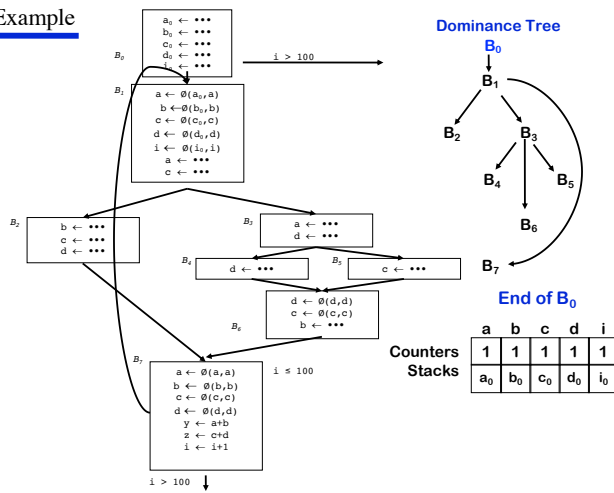 Example
B₀
a₀ ← •••
b₀ ← •••
c₀ ← •••
d₀ ← •••
i₀ ← •••
i > 100
B₁
a ← Ø(a₀,a)
b ←Ø(b₀,b)
c ← Ø(c₀,c)
d ← Ø(d₀,d)
i ← Ø(i₀,i)
a ← •••
c ← •••
B₂
b ← •••
c ← •••
d ← •••
B₃
a ← •••
d ← •••
B₄
d ← •••
B₅
c ← •••
d ← Ø(d,d)
c ← Ø(c,c)
b ← •••
B₆
B₇
a ← Ø(a,a)
b ← Ø(b,b)
c ← Ø(c,c)
d ← Ø(d,d)
y ← a+b
z ← c+d
i ← i+1
i ≤ 100
i > 100
Dominance Tree
B₀
B₁
B₂ B₃
B₄ B₅
B₆
B₇
End of B₀
a b c d i
Counters 1 1 1 1 1
Stacks a₀ b₀ c₀ d₀ i₀